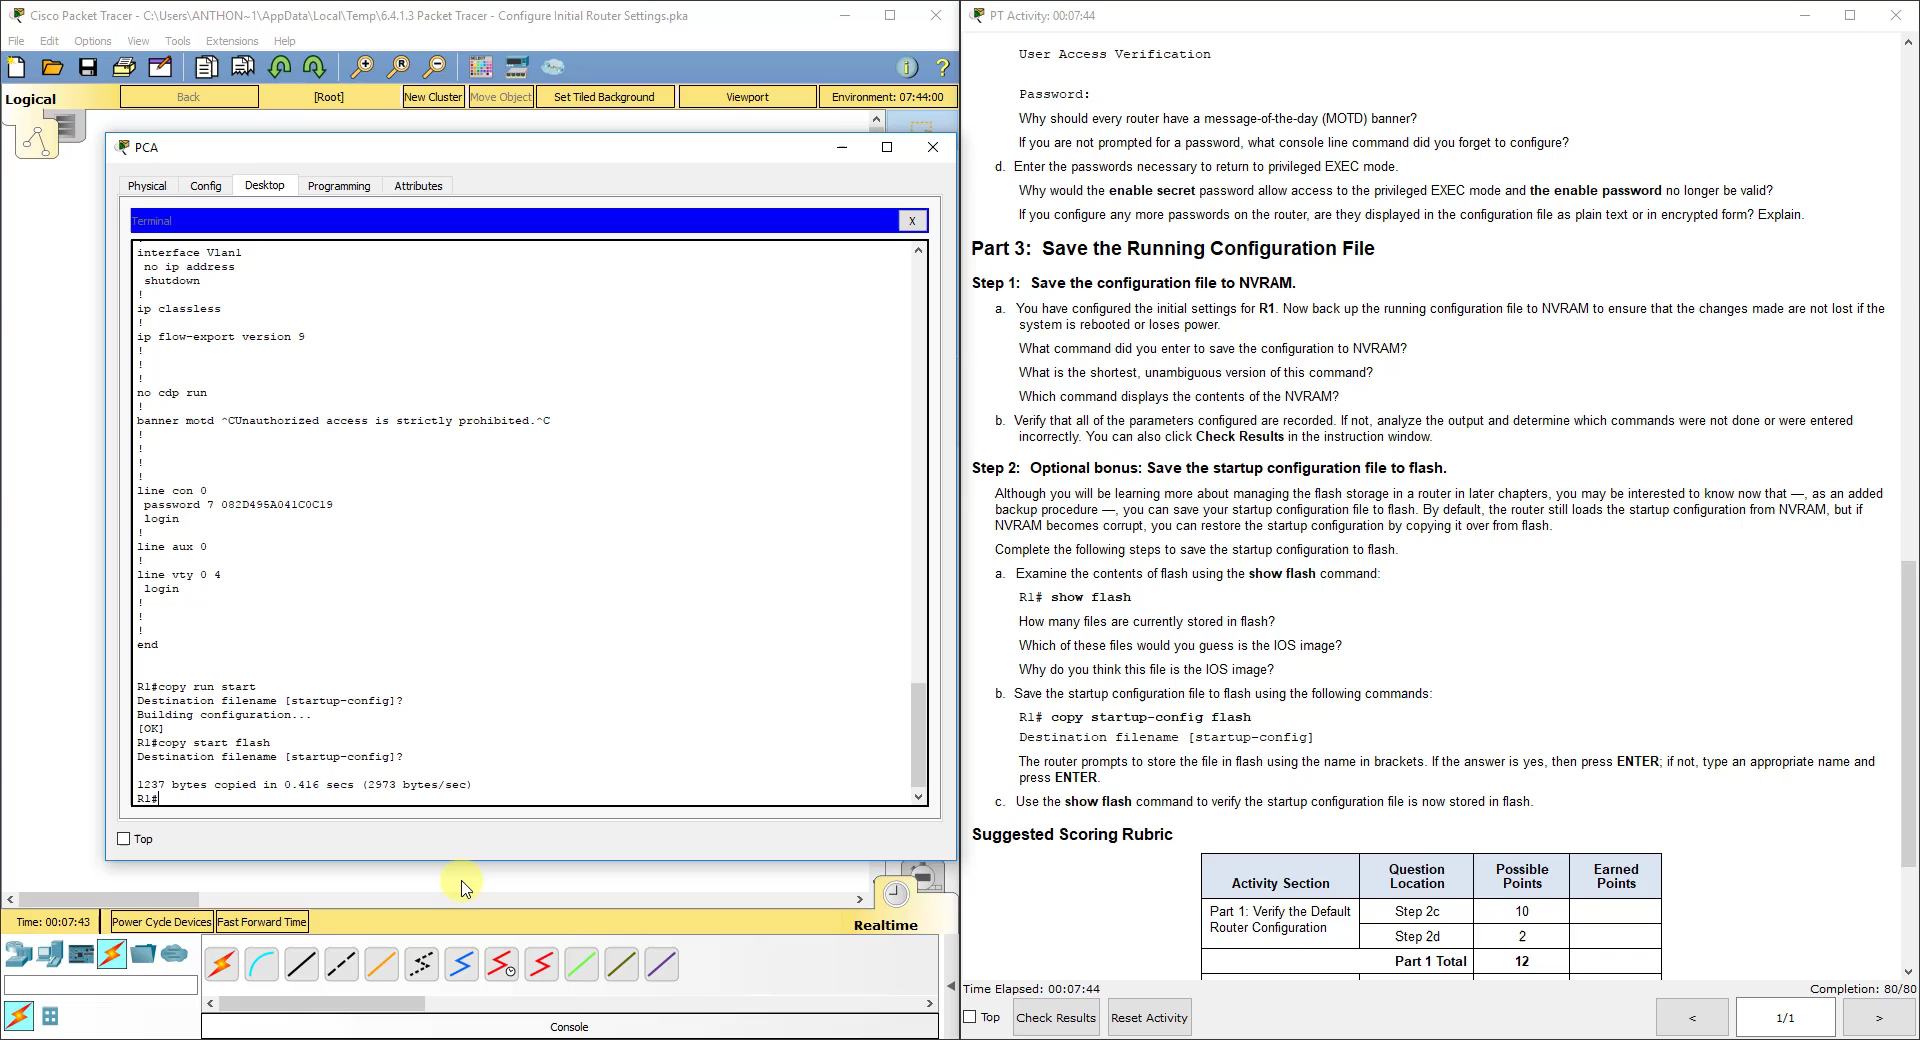 Cisco Packet Tracer - C:\Users\ANTHON~1\AppData\Local\Temp\6.4.1.3 Packet Tracer - Configure Initial Router Settings.pka
File Edit Options View Tools Extensions Help
Logical
Back
[Root]
New Cluster
Move Object
Set Tiled Background
Viewport
Environment: 07:44:00
PCA
Physical
Config
Desktop
Programming
Attributes
Terminal
X
!
interface Vlan1
no ip address
shutdown
!
ip classless
!
ip flow-export version 9
!
!
!
no cdp run
!
banner motd ^CUnauthorized access is strictly prohibited.^C
!
!
!
!
line con 0
password 7 082D495A041C0C19
login
!
line aux 0
!
line vty 0 4
login
!
!
!
end
R1#copy run start
Destination filename [startup-config]?
Building configuration...
[OK]
R1#copy start flash
Destination filename [startup-config]?
1237 bytes copied in 0.416 secs (2973 bytes/sec)
R1#
Top
Time: 00:07:43
Power Cycle Devices
Fast Forward Time
Realtime
Console
PT Activity: 00:07:44
User Access Verification
Password:
Why should every router have a message-of-the-day (MOTD) banner?
If you are not prompted for a password, what console line command did you forget to configure?
d. Enter the passwords necessary to return to privileged EXEC mode.
Why would the enable secret password allow access to the privileged EXEC mode and the enable password no longer be valid?
If you configure any more passwords on the router, are they displayed in the configuration file as plain text or in encrypted form? Explain.
Part 3: Save the Running Configuration File
Step 1: Save the configuration file to NVRAM.
a. You have configured the initial settings for R1. Now back up the running configuration file to NVRAM to ensure that the changes made are not lost if the
system is rebooted or loses power.
What command did you enter to save the configuration to NVRAM?
What is the shortest, unambiguous version of this command?
Which command displays the contents of the NVRAM?
b. Verify that all of the parameters configured are recorded. If not, analyze the output and determine which commands were not done or were entered
incorrectly. You can also click Check Results in the instruction window.
Step 2: Optional bonus: Save the startup configuration file to flash.
Although you will be learning more about managing the flash storage in a router in later chapters, you may be interested to know now that —, as an added
backup procedure —, you can save your startup configuration file to flash. By default, the router still loads the startup configuration from NVRAM, but if
NVRAM becomes corrupt, you can restore the startup configuration by copying it over from flash.
Complete the following steps to save the startup configuration to flash.
a. Examine the contents of flash using the show flash command:
R1# show flash
How many files are currently stored in flash?
Which of these files would you guess is the IOS image?
Why do you think this file is the IOS image?
b. Save the startup configuration file to flash using the following commands:
R1# copy startup-config flash
Destination filename [startup-config]
The router prompts to store the file in flash using the name in brackets. If the answer is yes, then press ENTER; if not, type an appropriate name and
press ENTER.
c. Use the show flash command to verify the startup configuration file is now stored in flash.
Suggested Scoring Rubric
Activity Section
Question Location
Possible Points
Earned Points
Part 1: Verify the Default Router Configuration
Step 2c
10
Step 2d
2
Part 1 Total
12
Time Elapsed: 00:07:44
Completion: 80/80
Top
Check Results
Reset Activity
<
1/1
>